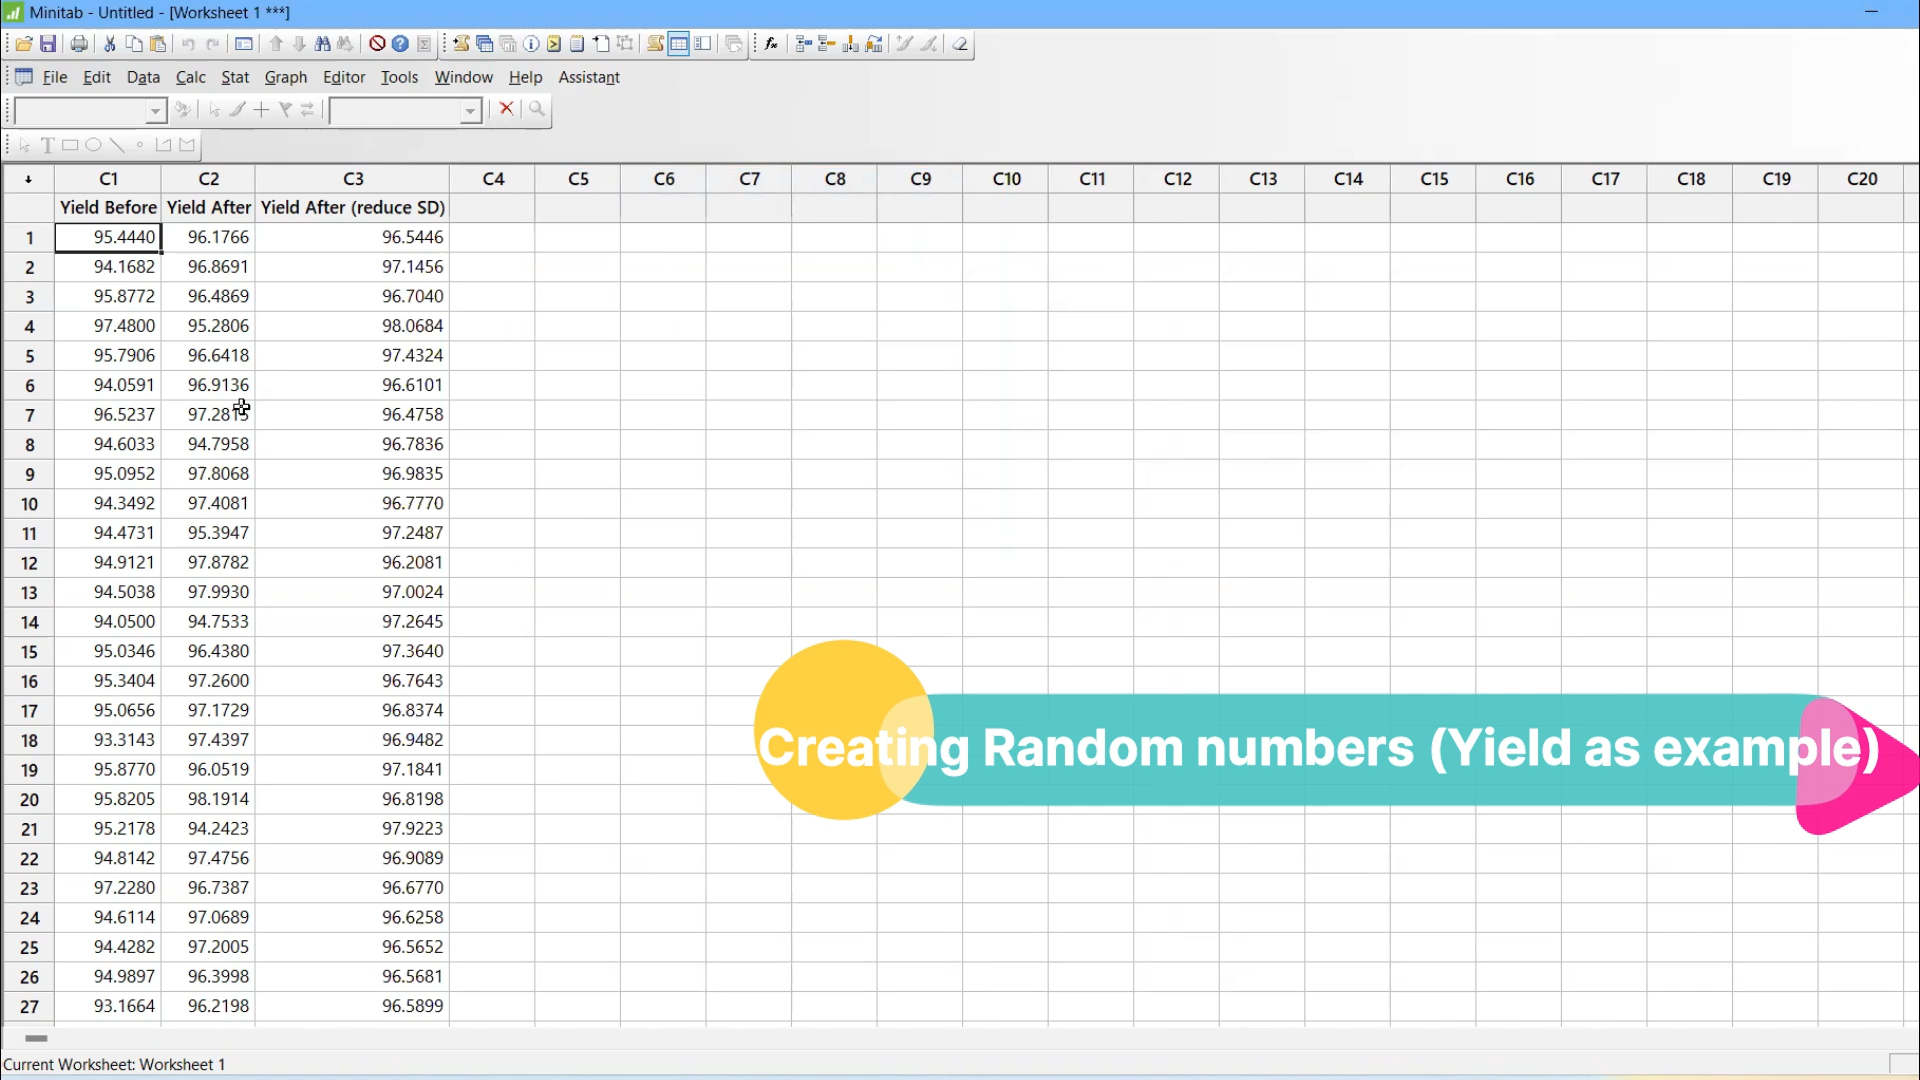 Minitab - Untitled - [Worksheet 1 ***]
File Edit Data Calc Stat Graph Editor Tools Window Help Assistant
C1 C2 C3 C4 C5 C6 C7 C8 C9 C10 C11 C12 C13 C14 C15 C16 C17 C18 C19 C20
Yield Before Yield After Yield After (reduce SD)
1 95.4440 96.1766 96.5446
2 94.1682 96.8691 97.1456
3 95.8772 96.4869 96.7040
4 97.4800 95.2806 98.0684
5 95.7906 96.6418 97.4324
6 94.0591 96.9136 96.6101
7 96.5237 97.2815 96.4758
8 94.6033 94.7958 96.7836
9 95.0952 97.8068 96.9835
10 94.3492 97.4081 96.7770
11 94.4731 95.3947 97.2487
12 94.9121 97.8782 96.2081
13 94.5038 97.9930 97.0024
14 94.0500 94.7533 97.2645
15 95.0346 96.4380 97.3640
16 95.3404 97.2600 96.7643
17 95.0656 97.1729 96.8374
18 93.3143 97.4397 96.9482
19 95.8770 96.0519 97.1841
20 95.8205 98.1914 96.8198
21 95.2178 94.2423 97.9223
22 94.8142 97.4756 96.9089
23 97.2280 96.7387 96.6770
24 94.6114 97.0689 96.6258
25 94.4282 97.2005 96.5652
26 94.9897 96.3998 96.5681
27 93.1664 96.2198 96.5899
Creating Random numbers (Yield as example)
Current Worksheet: Worksheet 1